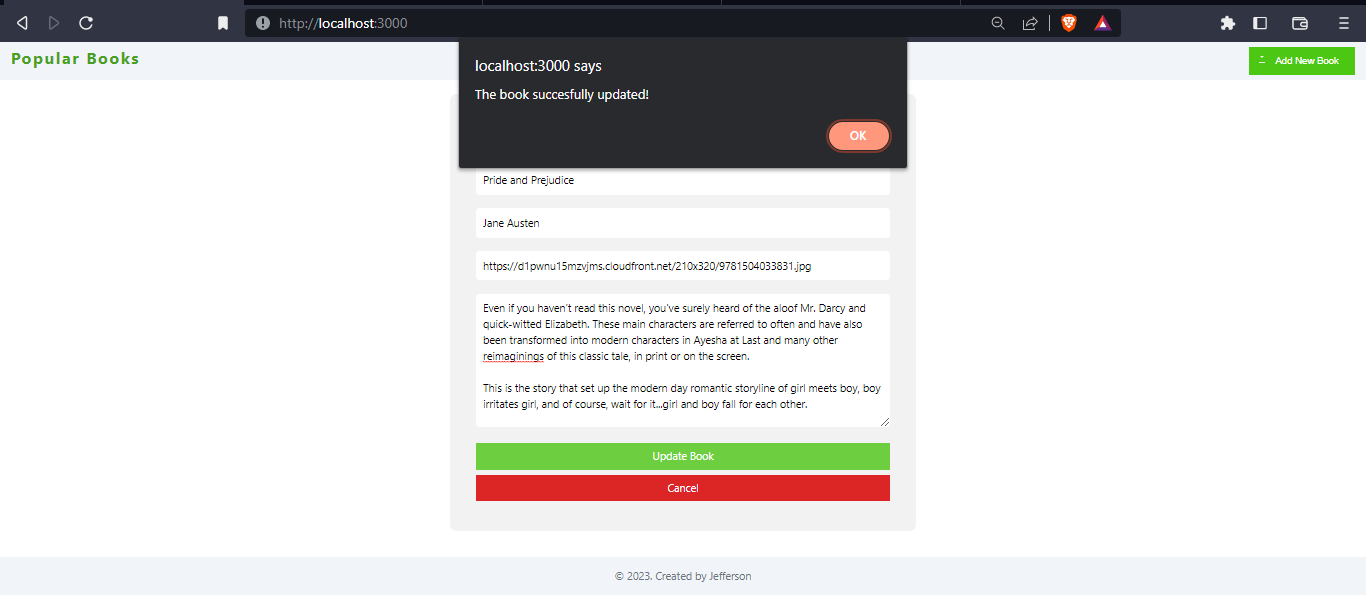 http://localhost:3000
Popular Books
Add New Book
localhost:3000 says
The book succesfully updated!
OK
Pride and Prejudice
Jane Austen
https://d1pwnu15mzvjms.cloudfront.net/210x320/9781504033831.jpg
Even if you haven't read this novel, you've surely heard of the aloof Mr. Darcy and
quick-witted Elizabeth. These main characters are referred to often and have also
been transformed into modern characters in Ayesha at Last and many other
reimaginings of this classic tale, in print or on the screen.
This is the story that set up the modern day romantic storyline of girl meets boy, boy
irritates girl, and of course, wait for it...girl and boy fall for each other.
Update Book
Cancel
© 2023. Created by Jefferson